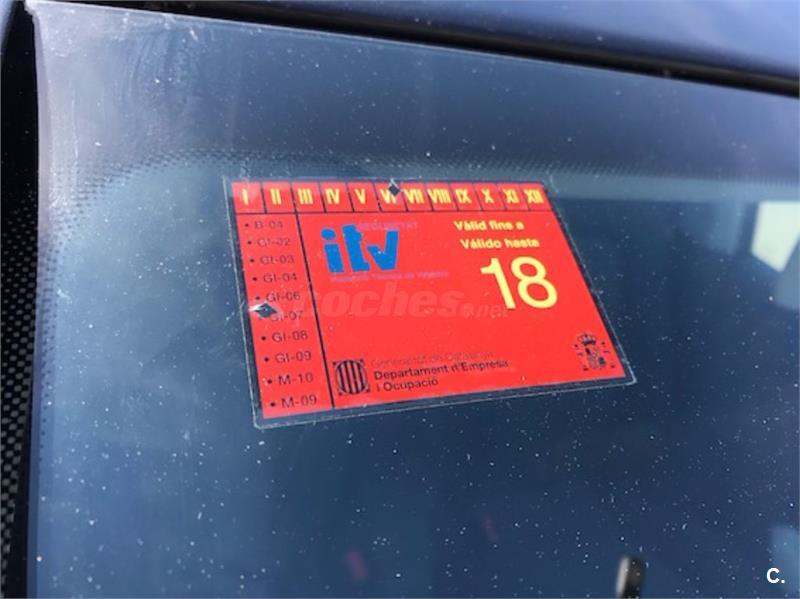 I II III IV V VI VII VIII IX X XI XII
• B-04
• GI-02
• GI-03
• GI-04
• GI-06
• GI-07
• GI-08
• GI-09
• M-10
• M-09
SEGURETAT
itv
Vàlid fins a
Válido hasta
18
coches.net
Generalitat de Catalunya
Departament d'Empresa
i Ocupació
C.